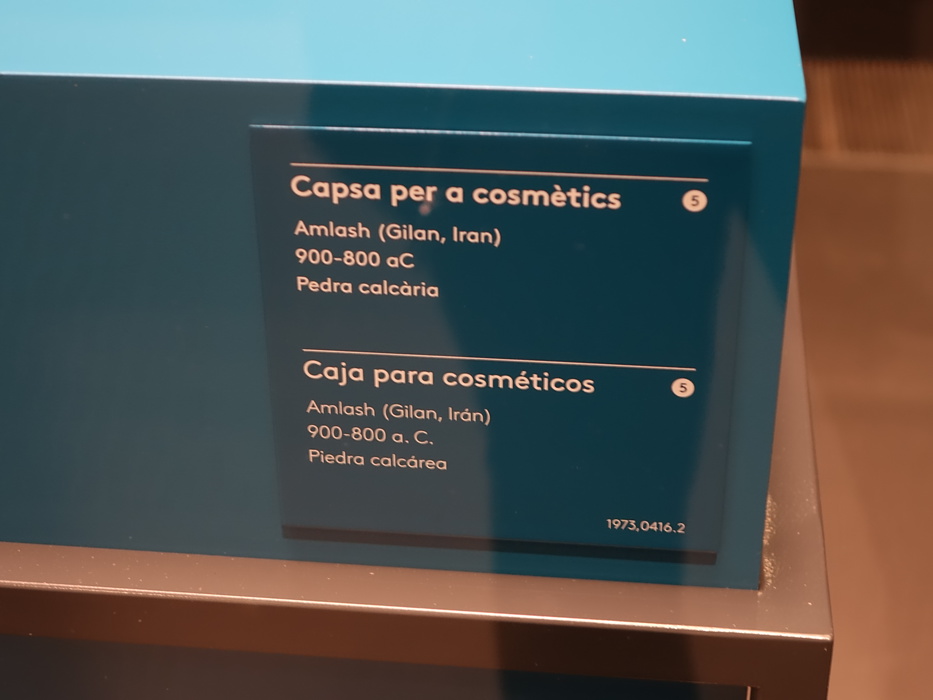 Capsa per a cosmètics 5
Amlash (Gilan, Iran)
900-800 aC
Pedra calcària
Caja para cosméticos 5
Amlash (Gilan, Irán)
900-800 a. C.
Piedra calcárea
1973,0416.2